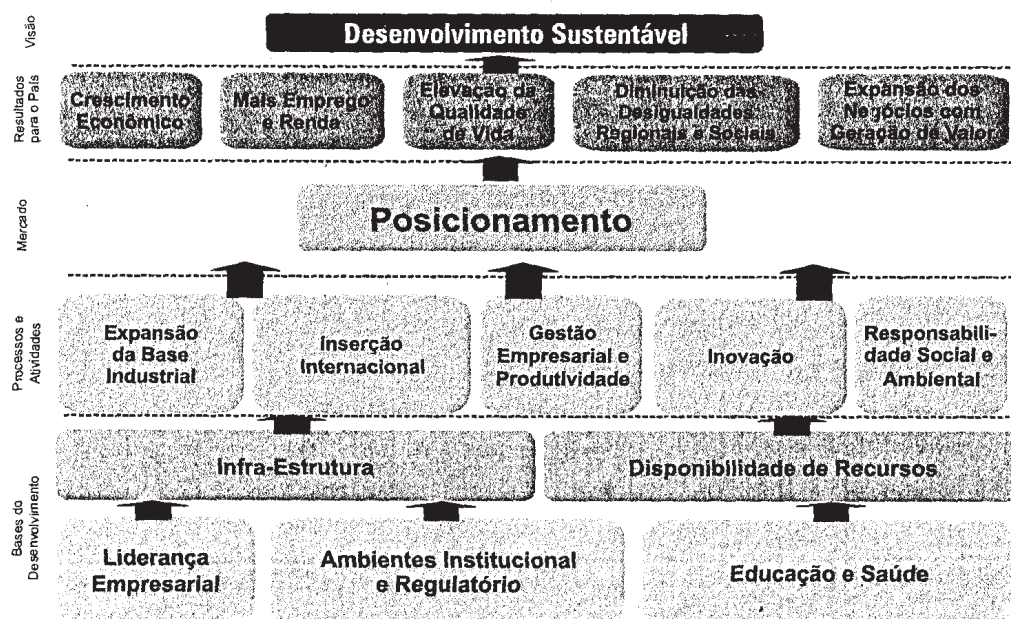 Visão
Desenvolvimento Sustentável
Resultados
para o País
Crescimento
Econômico
Mais Emprego
e Renda
Elevação da
Qualidade
de Vida
Diminuição das
Desigualdades
Regionais e Sociais
Expansão dos
Negócios com
Geração de Valor
Mercado
Posicionamento
Processos e
Atividades
Expansão
da Base
Industrial
Inserção
Internacional
Gestão
Empresarial e
Produtividade
Inovação
Responsabili-
dade Social e
Ambiental
Bases do
Desenvolvimento
Infra-Estrutura
Disponibilidade de Recursos
Liderança
Empresarial
Ambientes Institucional
e Regulatório
Educação e Saúde